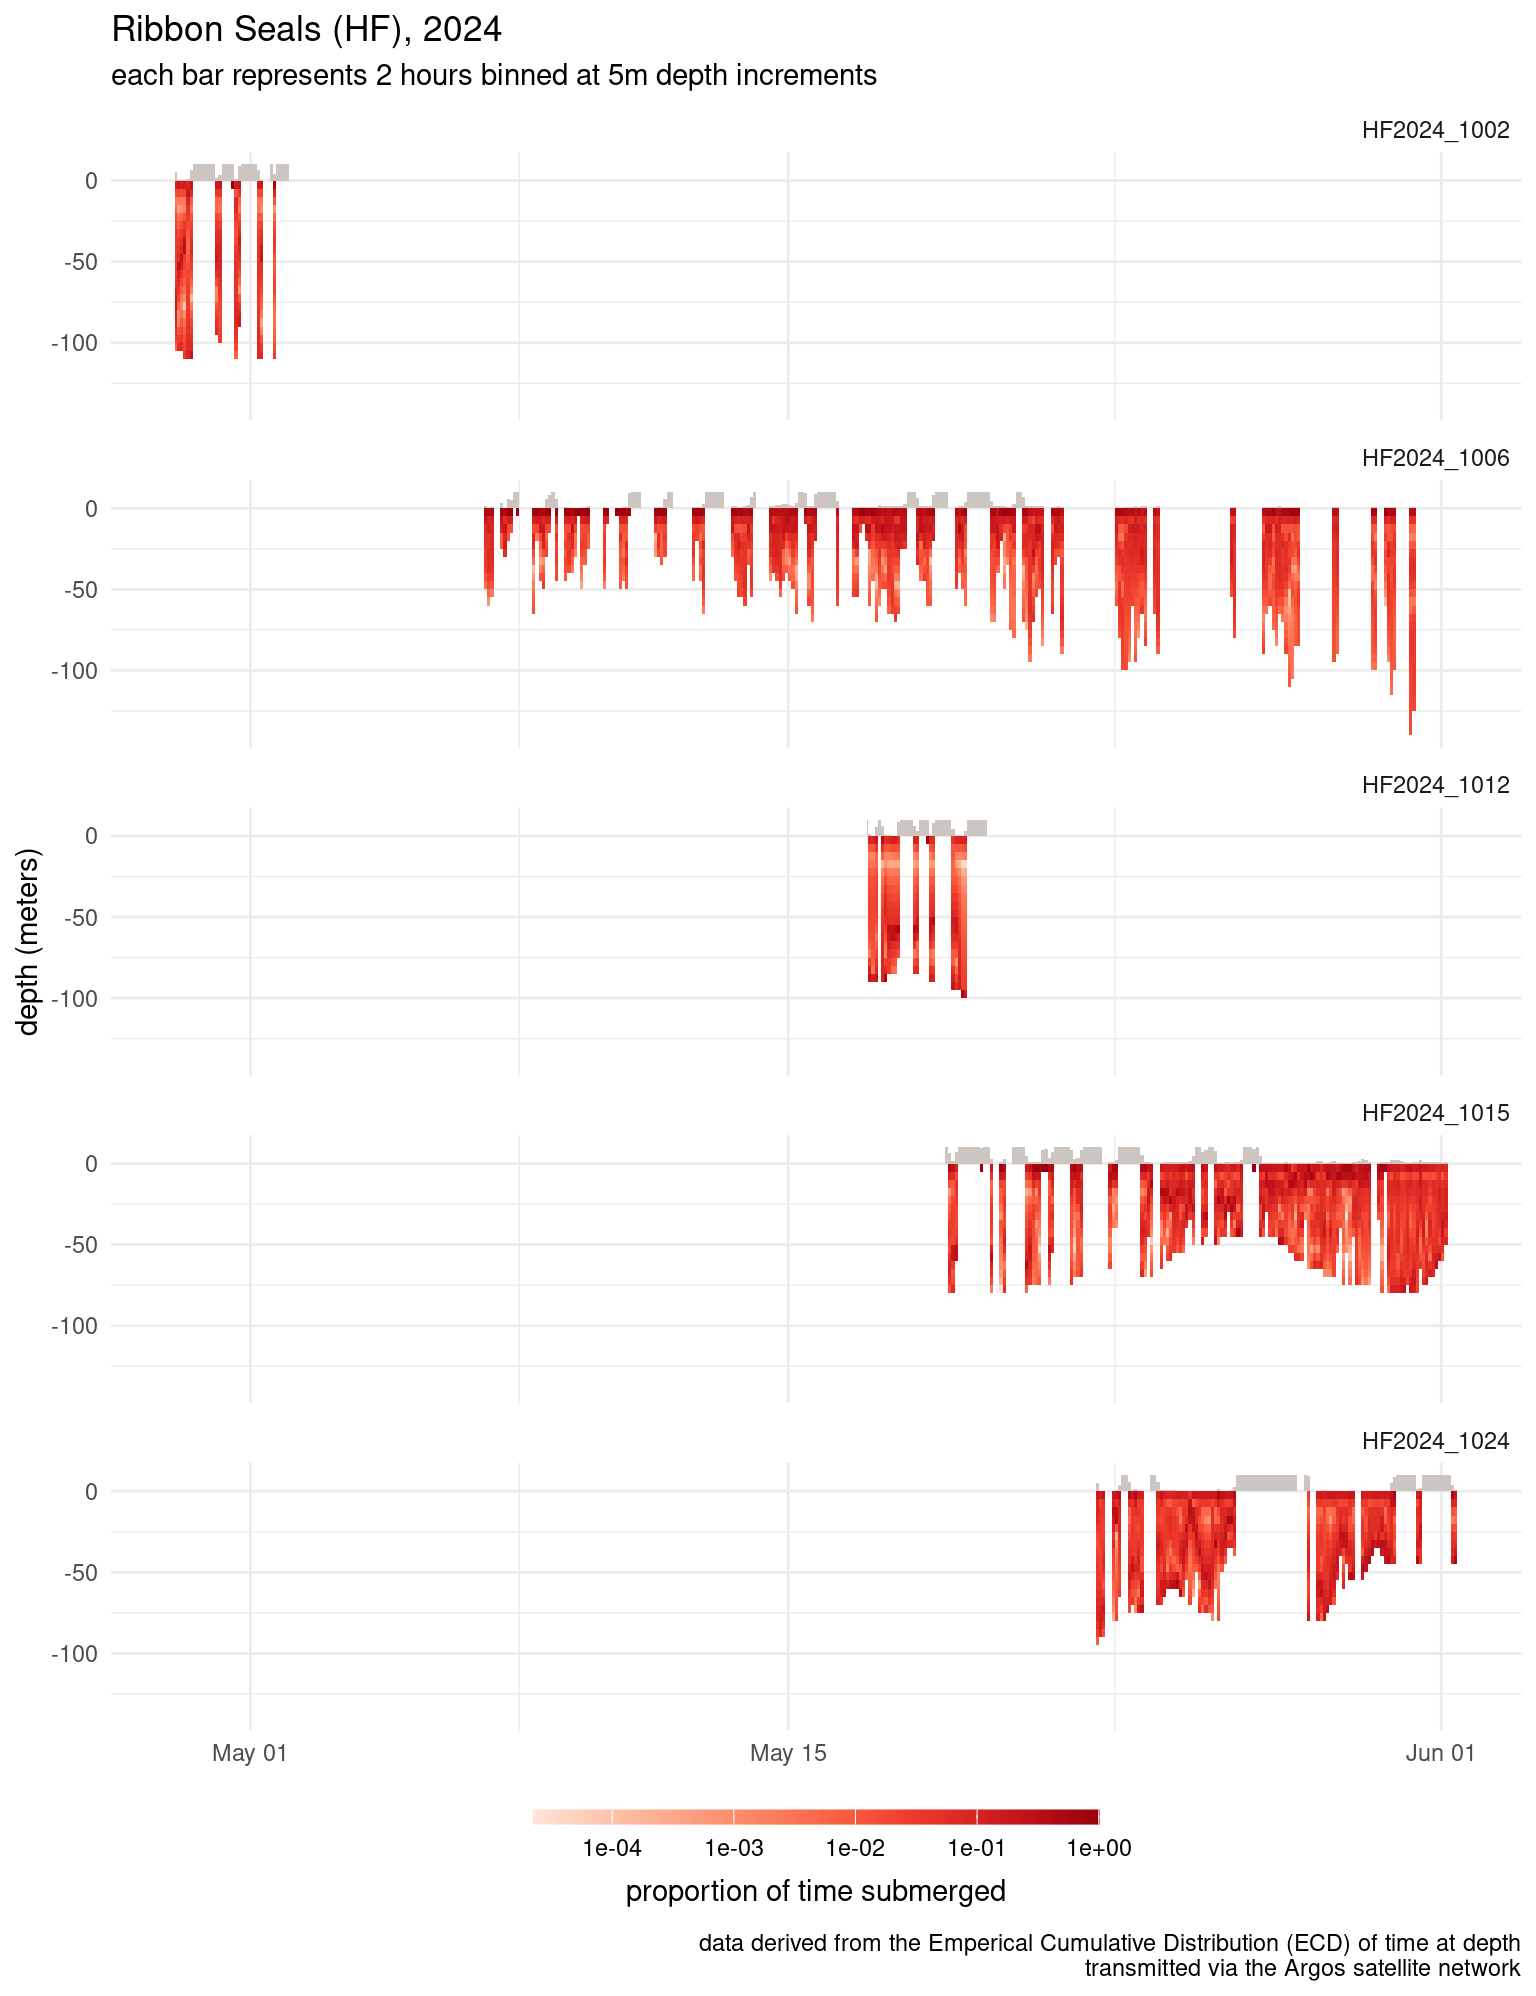 Ribbon Seals (HF), 2024
each bar represents 2 hours binned at 5m depth increments
HF2024_1002
0
-50
-100
HF2024_1006
0
-50
-100
HF2024_1012
0
-50
-100
depth (meters)
HF2024_1015
0
-50
-100
HF2024_1024
0
-50
-100
May 01 May 15 Jun 01
1e-04 1e-03 1e-02 1e-01 1e+00
proportion of time submerged
data derived from the Emperical Cumulative Distribution (ECD) of time at depth
transmitted via the Argos satellite network